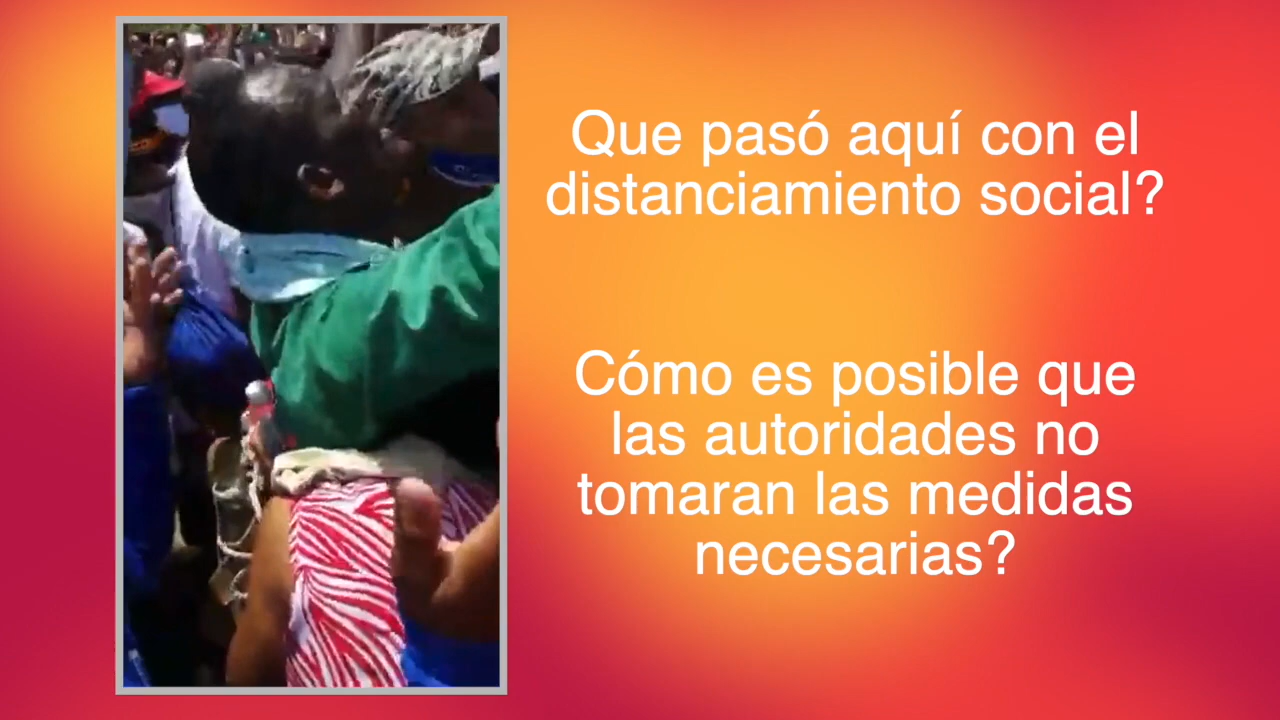 Que pasó aquí con el
distanciamiento social?
Cómo es posible que
las autoridades no
tomaran las medidas
necesarias?